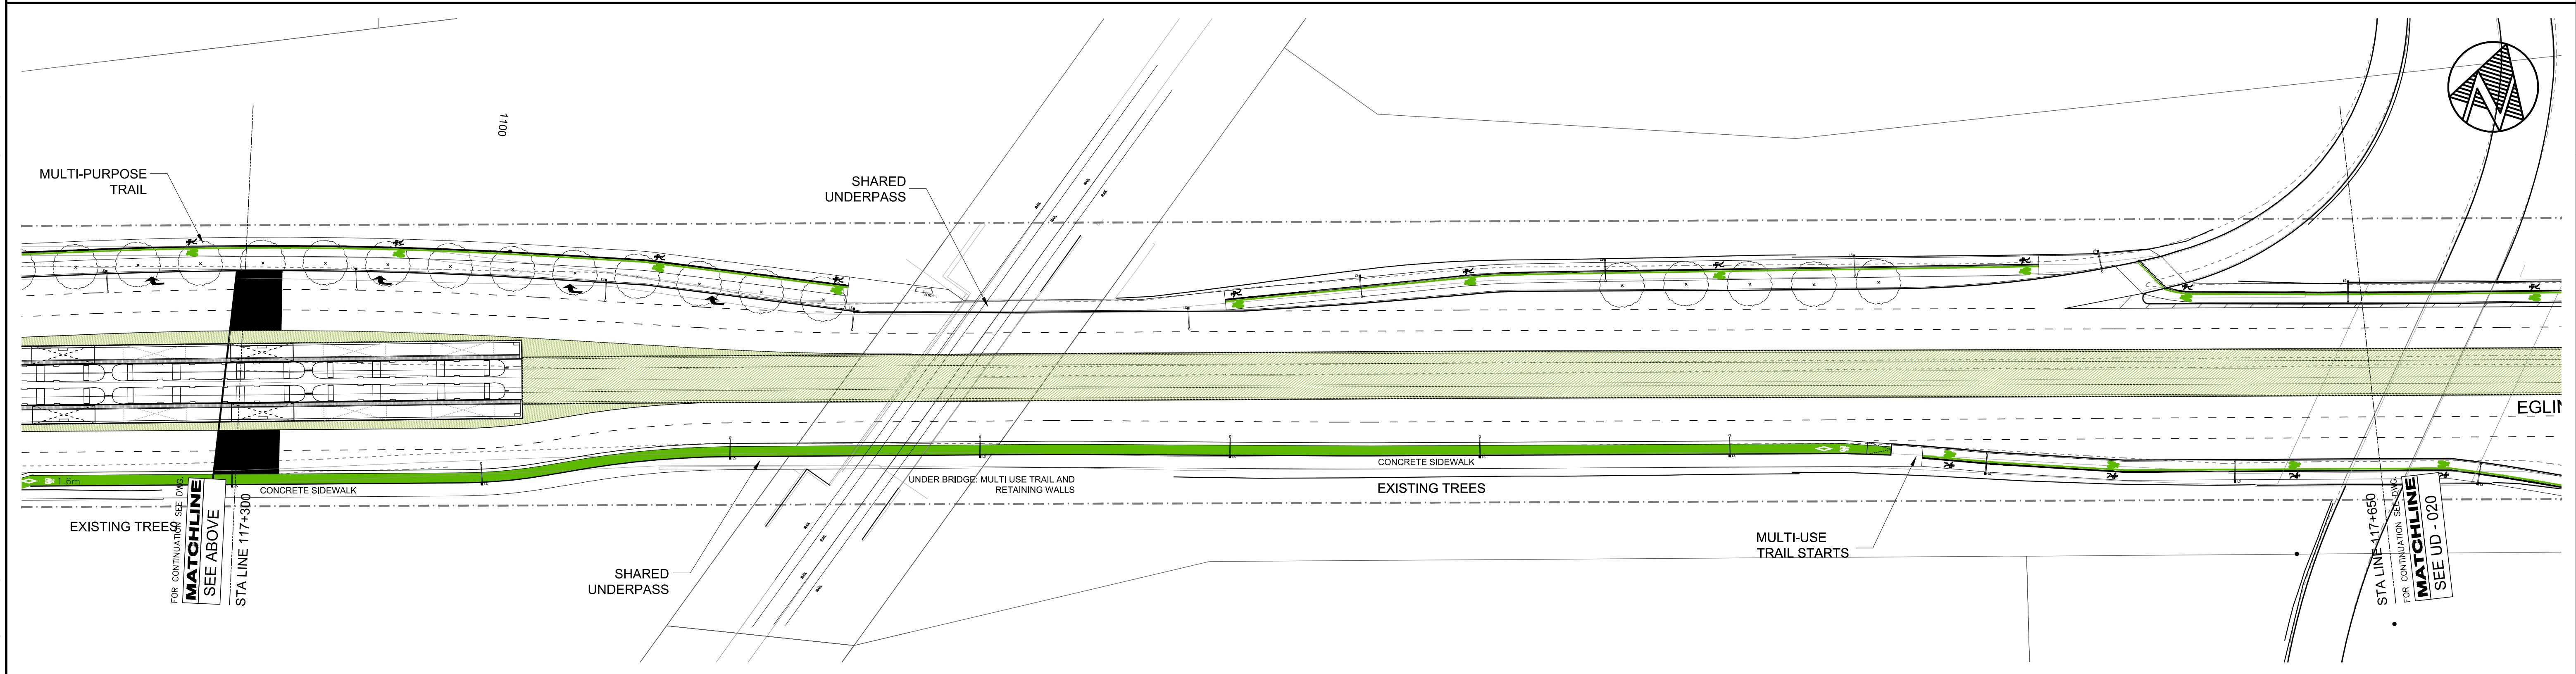 1100
MULTI-PURPOSE
TRAIL
SHARED
UNDERPASS
N
EGLIN
1.6m
CONCRETE SIDEWALK
EXISTING TREES
FOR CONTINUATION SEE DWG.
MATCHLINE
SEE ABOVE
STA LINE 117+300
UNDER BRIDGE: MULTI USE TRAIL AND
RETAINING WALLS
CONCRETE SIDEWALK
EXISTING TREES
SHARED
UNDERPASS
MULTI-USE
TRAIL STARTS
STA LINE 117+650
FOR CONTINUATION SEE DWG.
MATCHLINE
SEE UD - 020